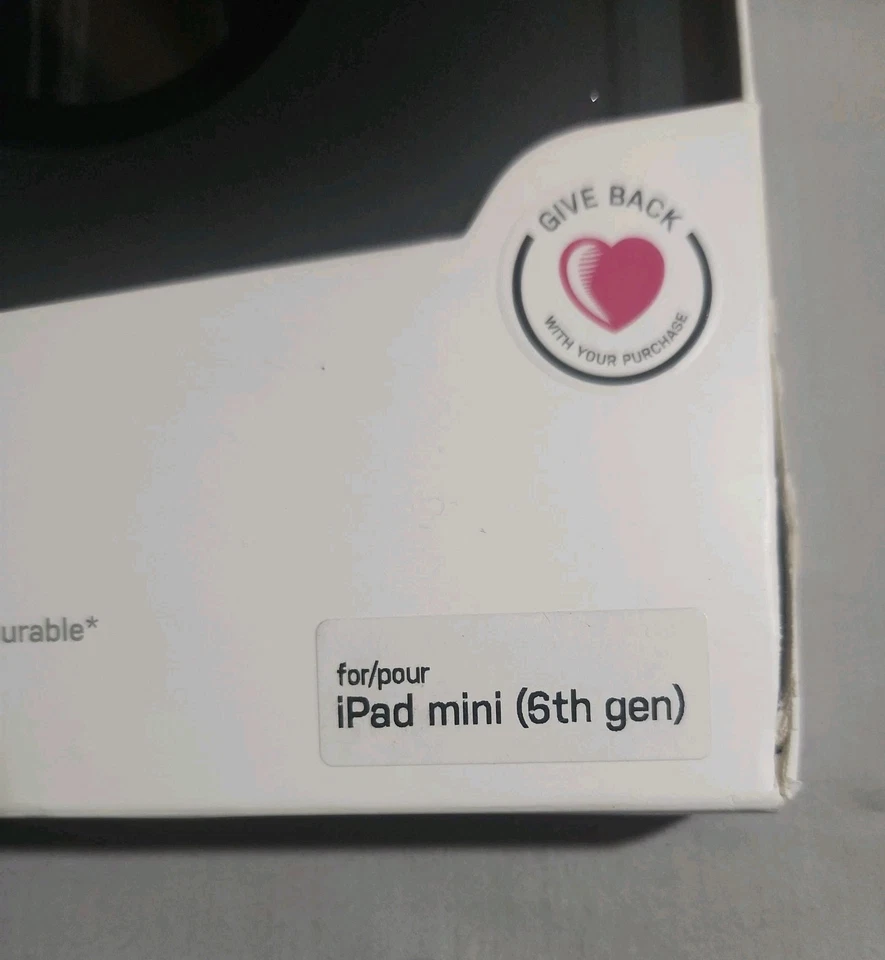 GIVE BACK
WITH YOUR PURCHASE
urable*
for/pour
iPad mini (6th gen)